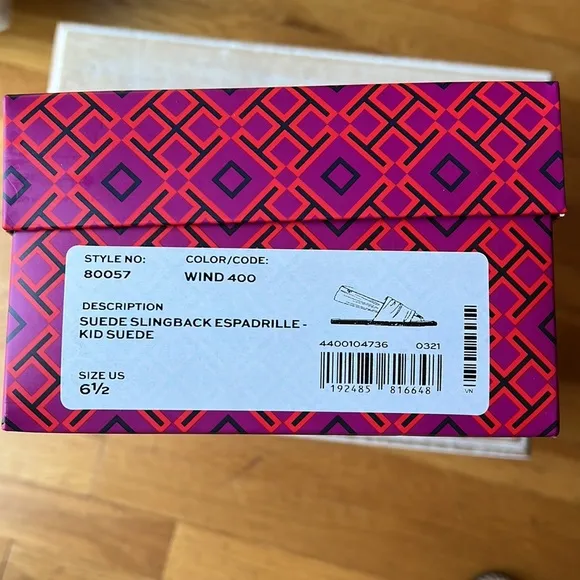 STYLE NO: COLOR/CODE:
80057 WIND 400
DESCRIPTION
SUEDE SLINGBACK ESPADRILLE -
KID SUEDE
SIZE US
6½
4400104736 0321
192485 816648
VN